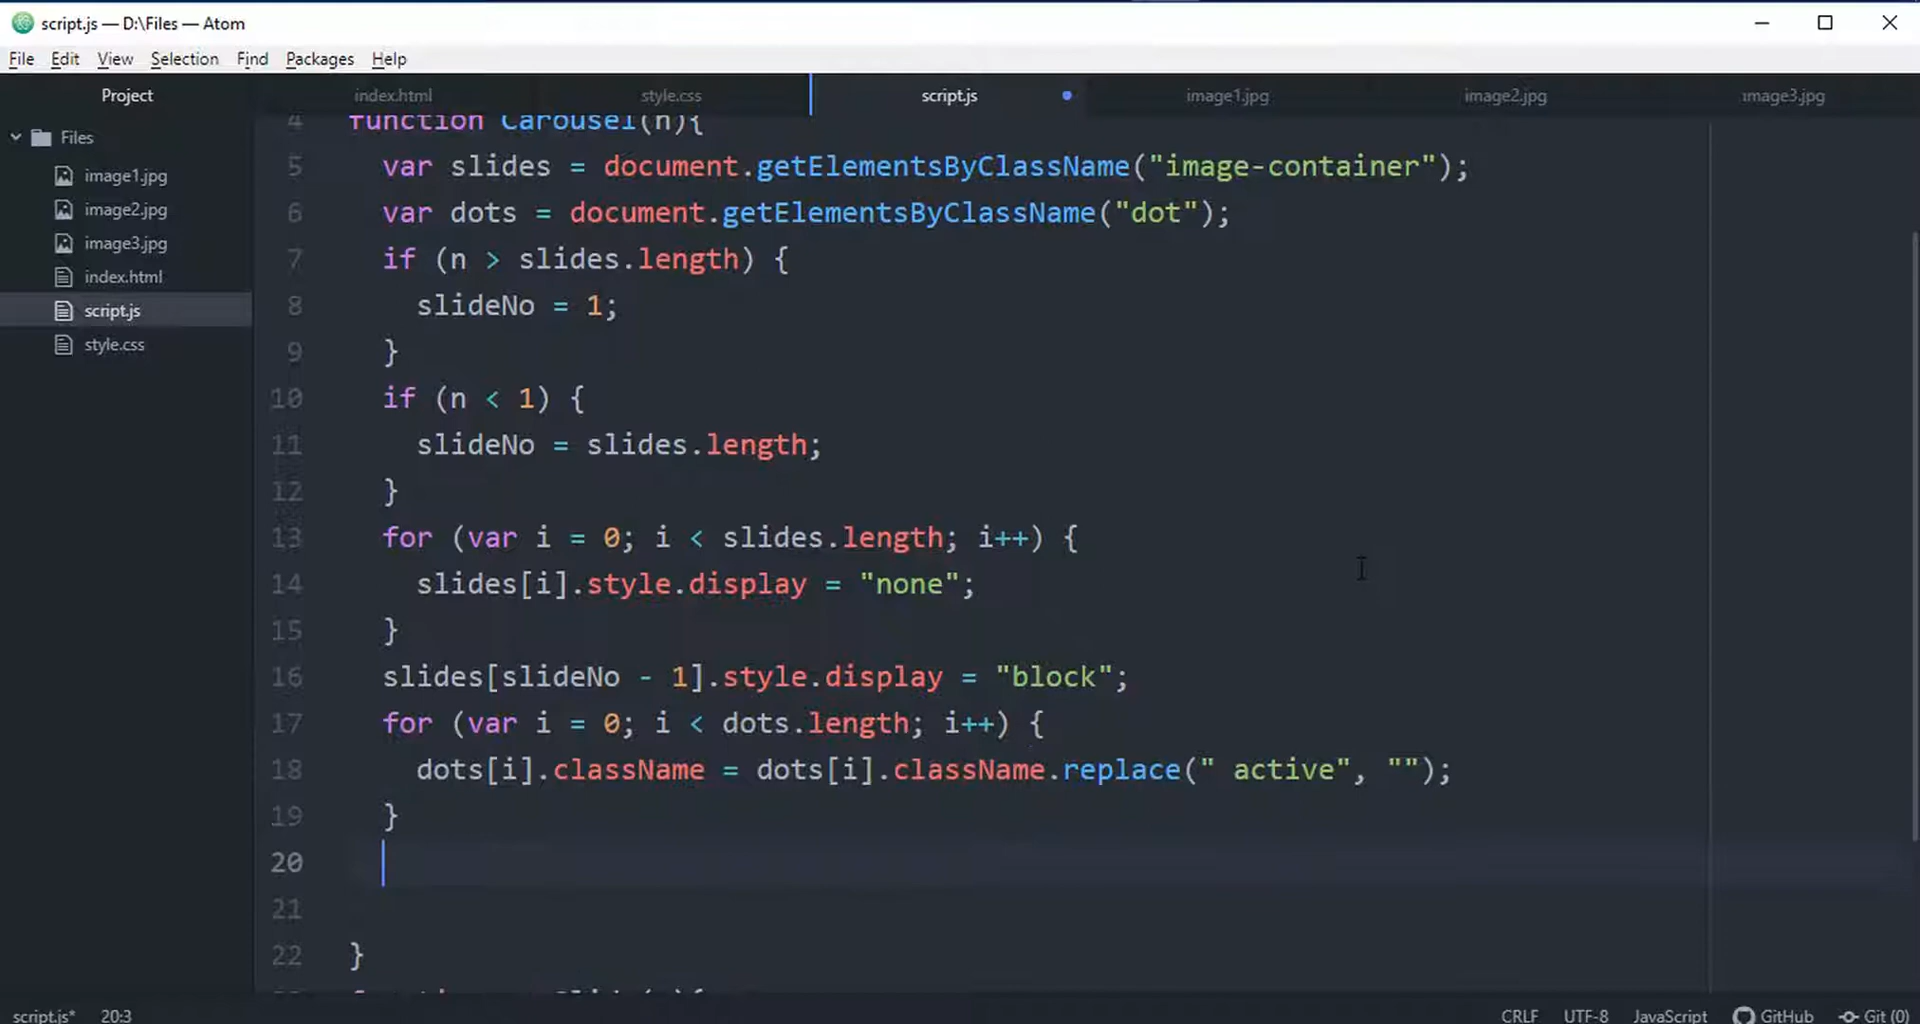 script.js — D:\Files — Atom
File Edit View Selection Find Packages Help
Project
index.html
style.css
script.js
image1.jpg
image2.jpg
image3.jpg
Files
image1.jpg
image2.jpg
image3.jpg
index.html
script.js
style.css
4 function Carousel(n){
5 var slides = document.getElementsByClassName("image-container");
6 var dots = document.getElementsByClassName("dot");
7 if (n > slides.length) {
8 slideNo = 1;
9 }
10 if (n < 1) {
11 slideNo = slides.length;
12 }
13 for (var i = 0; i < slides.length; i++) {
14 slides[i].style.display = "none";
15 }
16 slides[slideNo - 1].style.display = "block";
17 for (var i = 0; i < dots.length; i++) {
18 dots[i].className = dots[i].className.replace(" active", "");
19 }
20
21
22 }
script.js* 20:3
CRLF UTF-8 JavaScript GitHub Git (0)